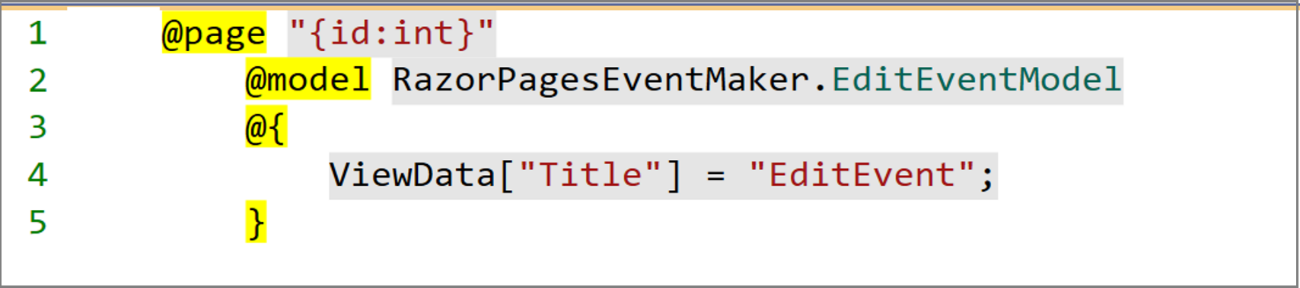 1 @page "{id:int}"
2 @model RazorPagesEventMaker.EditEventModel
3 @{
4 ViewData["Title"] = "EditEvent";
5 }